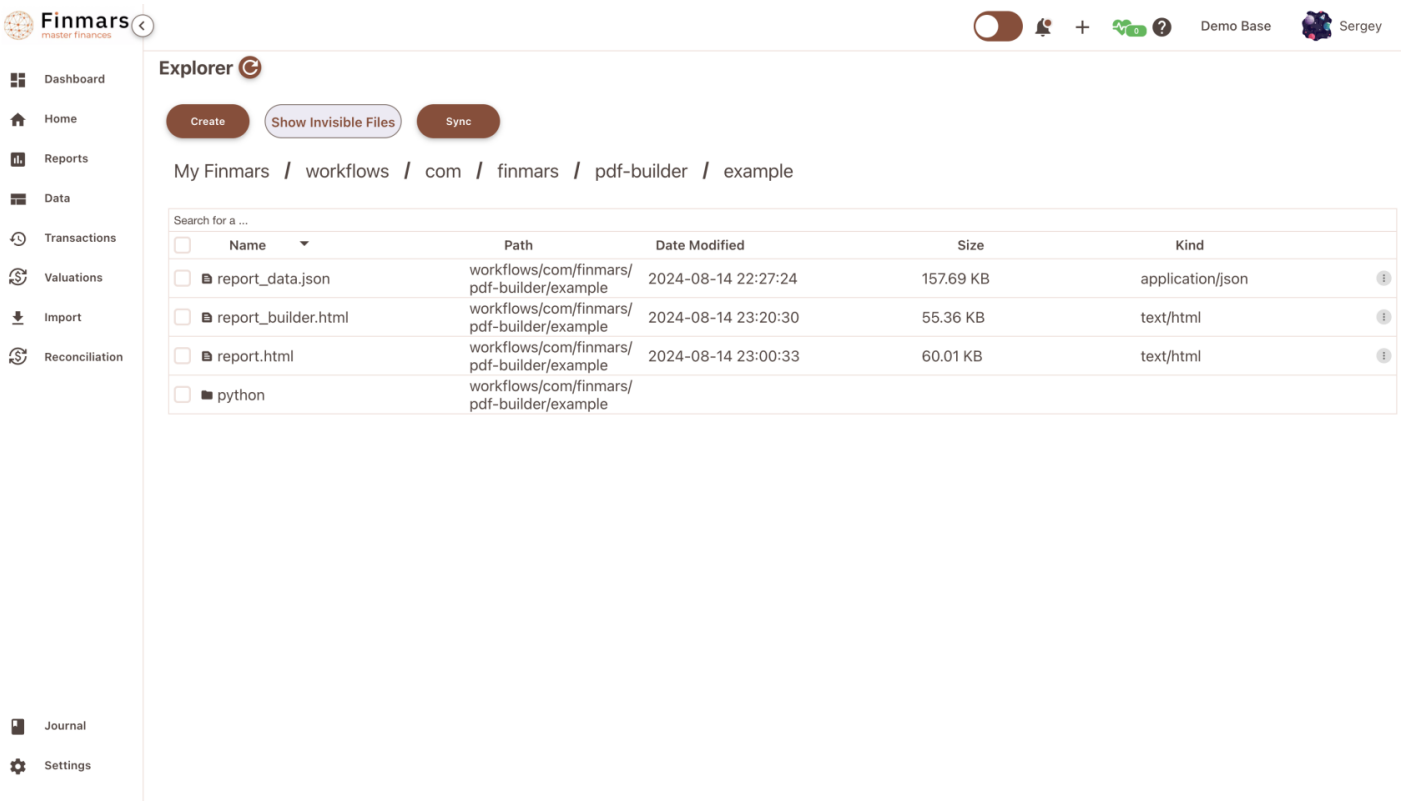 Finmars
master finances
0
Demo Base
Sergey
Dashboard
Home
Reports
Data
Transactions
Valuations
Import
Reconciliation
Journal
Settings
Explorer
Create
Show Invisible Files
Sync
My Finmars / workflows / com / finmars / pdf-builder / example
Search for a ...
Name Path Date Modified Size Kind
report_data.json workflows/com/finmars/ 2024-08-14 22:27:24 157.69 KB application/json
pdf-builder/example
report_builder.html workflows/com/finmars/ 2024-08-14 23:20:30 55.36 KB text/html
pdf-builder/example
report.html workflows/com/finmars/ 2024-08-14 23:00:33 60.01 KB text/html
pdf-builder/example
python workflows/com/finmars/
pdf-builder/example